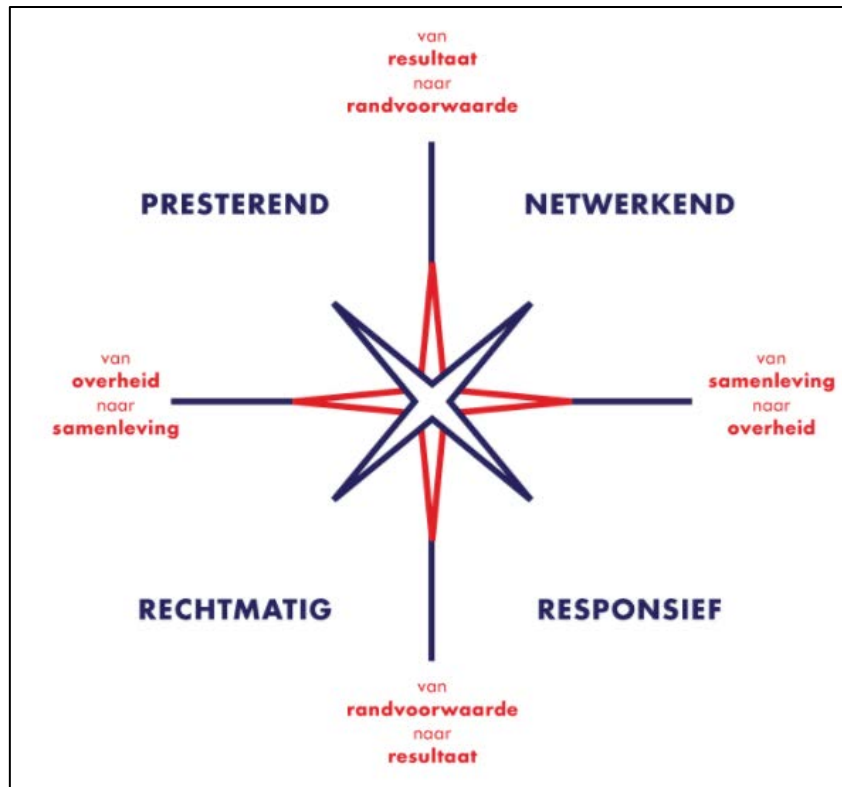 van
resultaat
naar
randvoorwaarde
PRESTEREND
NETWERKEND
van
overheid
naar
samenleving
van
samenleving
naar
overheid
RECHTMATIG
RESPONSIEF
van
randvoorwaarde
naar
resultaat